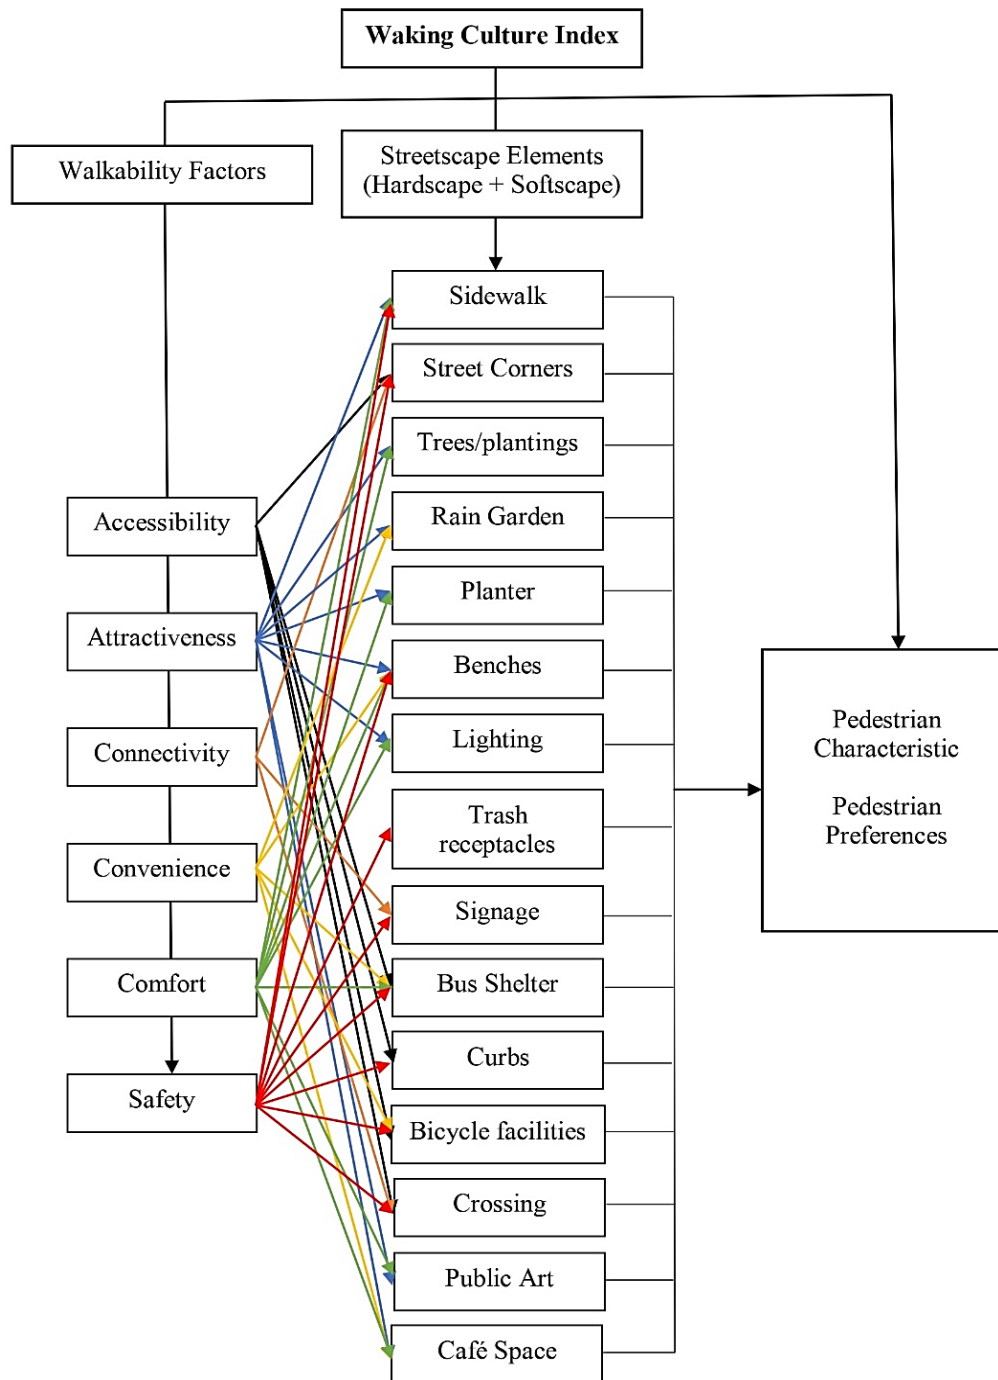 Waking Culture Index
Walkability Factors
Streetscape Elements
(Hardscape + Softscape)
Sidewalk
Street Corners
Trees/plantings
Rain Garden
Planter
Benches
Lighting
Trash
receptacles
Signage
Bus Shelter
Curbs
Bicycle facilities
Crossing
Public Art
Café Space
Accessibility
Attractiveness
Connectivity
Convenience
Comfort
Safety
Pedestrian
Characteristic
Pedestrian
Preferences